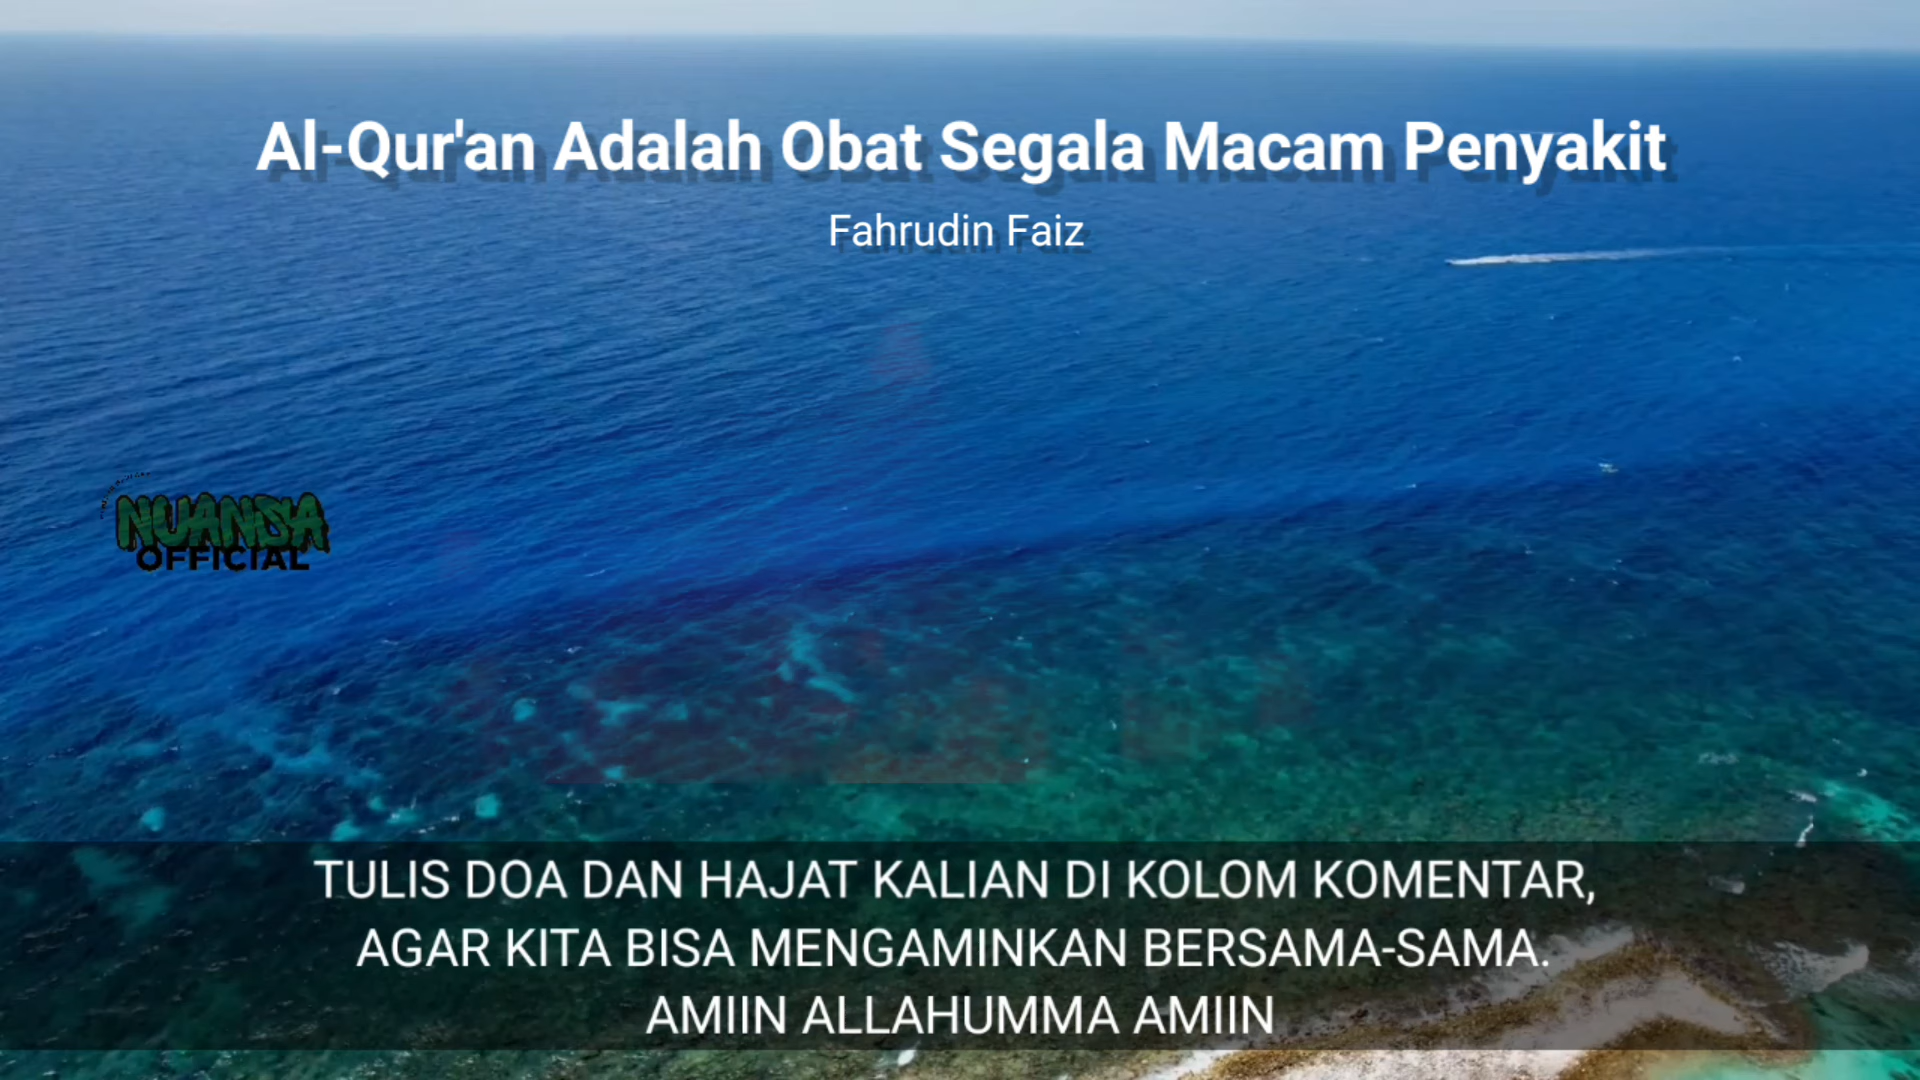 Al-Qur'an Adalah Obat Segala Macam Penyakit
Fahrudin Faiz
NUANSA
OFFICIAL
TULIS DOA DAN HAJAT KALIAN DI KOLOM KOMENTAR,
AGAR KITA BISA MENGAMINKAN BERSAMA-SAMA.
AMIIN ALLAHUMMA AMIIN